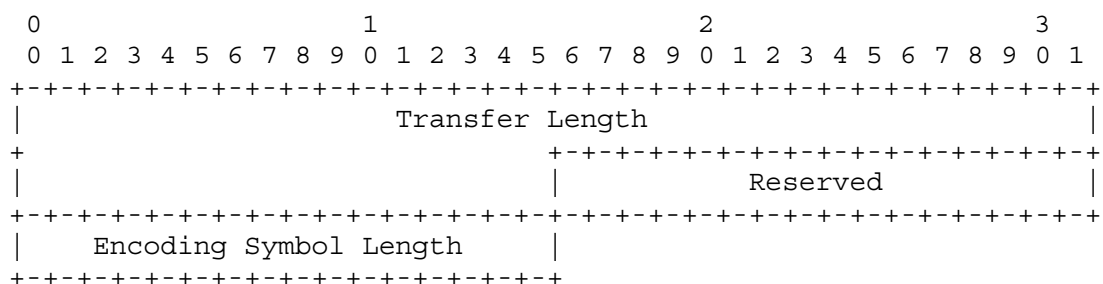 0                   1                   2                   3
 0 1 2 3 4 5 6 7 8 9 0 1 2 3 4 5 6 7 8 9 0 1 2 3 4 5 6 7 8 9 0 1
+-+-+-+-+-+-+-+-+-+-+-+-+-+-+-+-+-+-+-+-+-+-+-+-+-+-+-+-+-+-+-+-+
|                      Transfer Length                          |
+                               +-+-+-+-+-+-+-+-+-+-+-+-+-+-+-+-+
|                               |           Reserved            |
+-+-+-+-+-+-+-+-+-+-+-+-+-+-+-+-+-+-+-+-+-+-+-+-+-+-+-+-+-+-+-+-+
|    Encoding Symbol Length     |
+-+-+-+-+-+-+-+-+-+-+-+-+-+-+-+-+